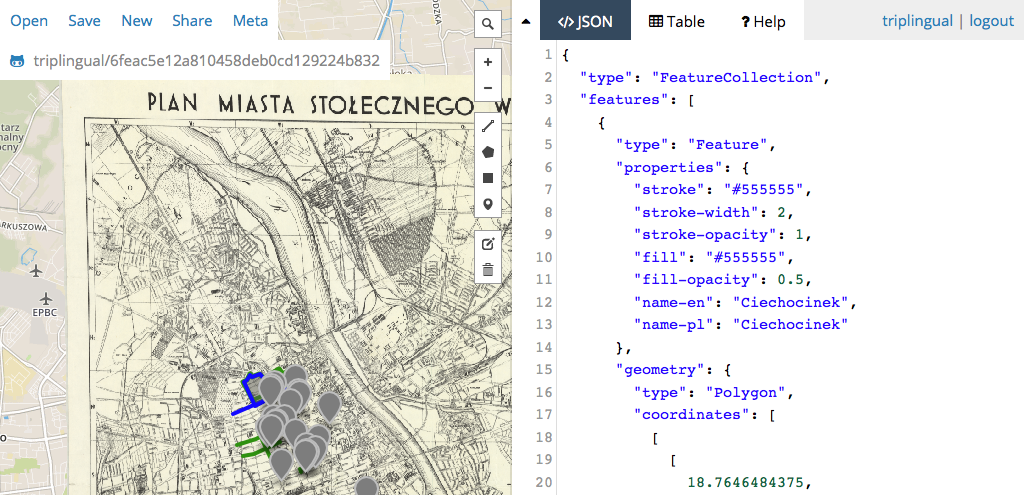 Open Save New Share Meta
triplingual/6feac5e12a810458deb0cd129224b832
PLAN MIASTA STOŁECZNEGO W
ARKUSZOWA
EPBC
</> JSON Table ? Help triplingual | logout
1 {
2 "type": "FeatureCollection",
3 "features": [
4 {
5 "type": "Feature",
6 "properties": {
7 "stroke": "#555555",
8 "stroke-width": 2,
9 "stroke-opacity": 1,
10 "fill": "#555555",
11 "fill-opacity": 0.5,
12 "name-en": "Ciechocinek",
13 "name-pl": "Ciechocinek"
14 },
15 "geometry": {
16 "type": "Polygon",
17 "coordinates": [
18 [
19 [
20 18.7646484375,